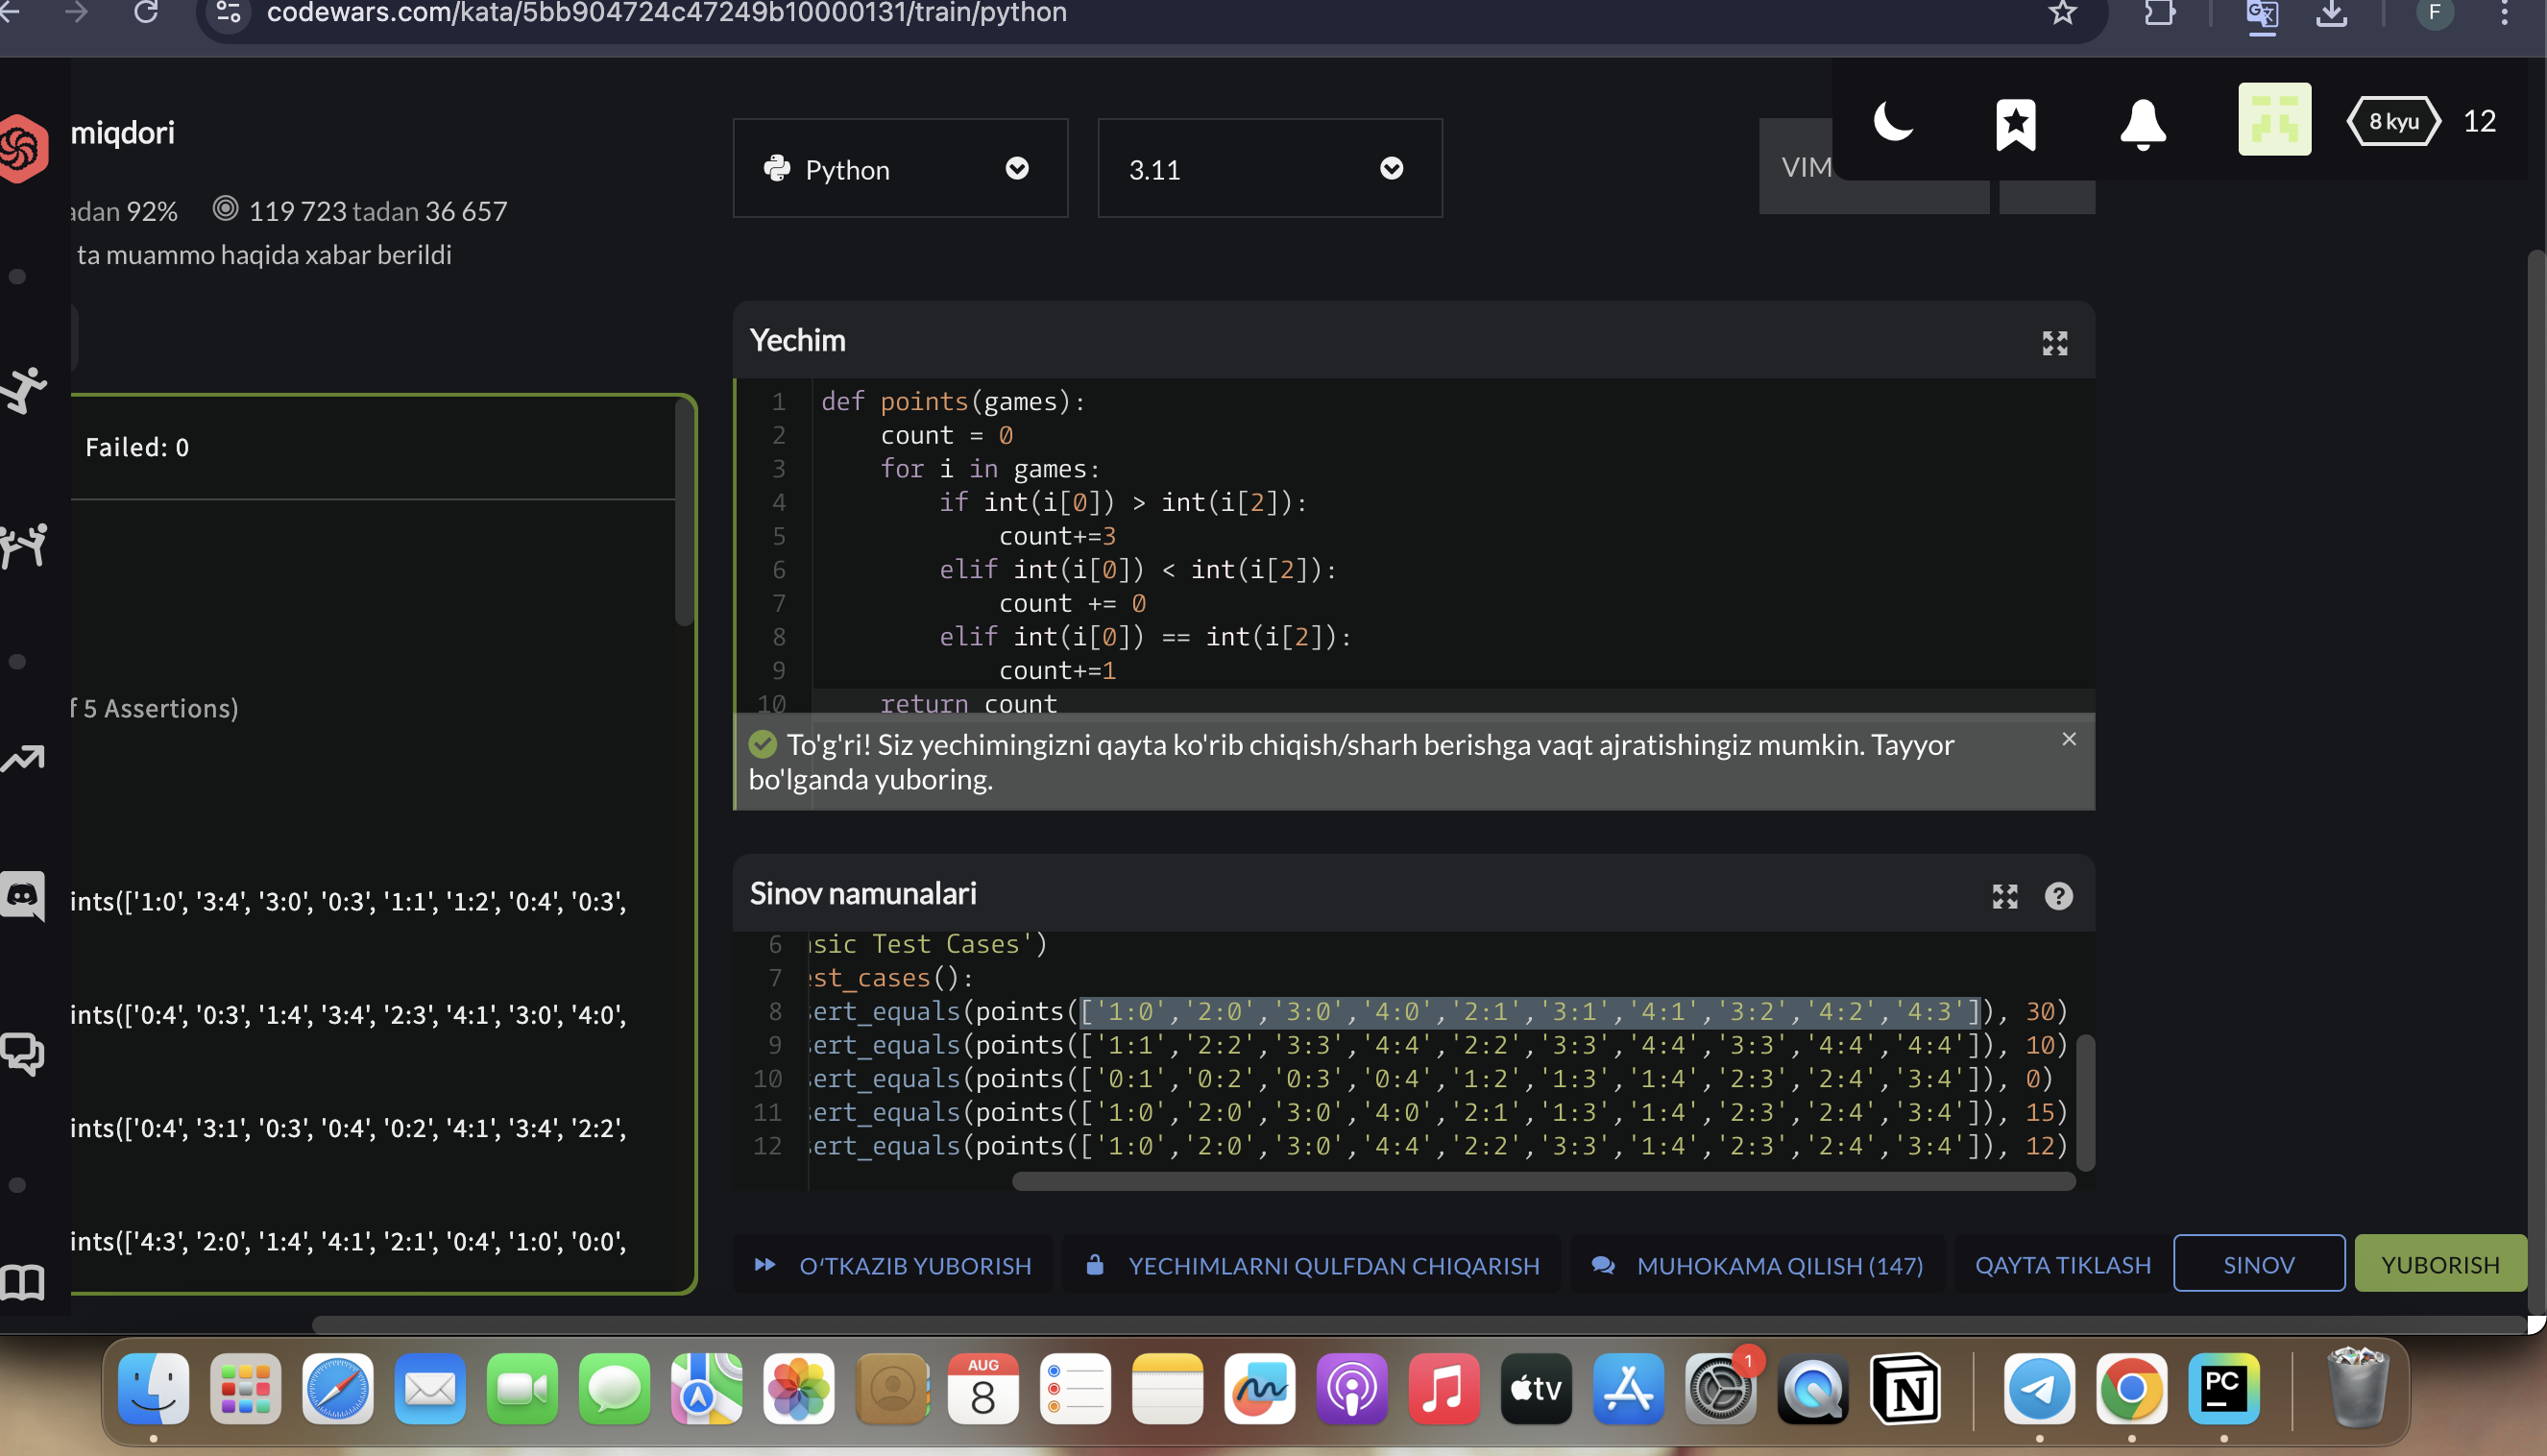 codewars.com/kata/5bb904724c47249b10000131/train/python
F
miqdori
adan 92% 119 723 tadan 36 657
ta muammo haqida xabar berildi
Python
3.11
VIM
8 kyu
12
Failed: 0
f 5 Assertions)
ints(['1:0', '3:4', '3:0', '0:3', '1:1', '1:2', '0:4', '0:3',
ints(['0:4', '0:3', '1:4', '3:4', '2:3', '4:1', '3:0', '4:0',
ints(['0:4', '3:1', '0:3', '0:4', '0:2', '4:1', '3:4', '2:2',
ints(['4:3', '2:0', '1:4', '4:1', '2:1', '0:4', '1:0', '0:0',
Yechim
1 def points(games):
2 count = 0
3 for i in games:
4 if int(i[0]) > int(i[2]):
5 count+=3
6 elif int(i[0]) < int(i[2]):
7 count += 0
8 elif int(i[0]) == int(i[2]):
9 count+=1
10 return count
To'g'ri! Siz yechimingizni qayta ko'rib chiqish/sharh berishga vaqt ajratishingiz mumkin. Tayyor
bo'lganda yuboring.
Sinov namunalari
6 sic Test Cases')
7 est_cases():
8 ert_equals(points(['1:0','2:0','3:0','4:0','2:1','3:1','4:1','3:2','4:2','4:3']), 30)
9 ert_equals(points(['1:1','2:2','3:3','4:4','2:2','3:3','4:4','3:3','4:4','4:4']), 10)
10 ert_equals(points(['0:1','0:2','0:3','0:4','1:2','1:3','1:4','2:3','2:4','3:4']), 0)
11 ert_equals(points(['1:0','2:0','3:0','4:0','2:1','1:3','1:4','2:3','2:4','3:4']), 15)
12 ert_equals(points(['1:0','2:0','3:0','4:4','2:2','3:3','1:4','2:3','2:4','3:4']), 12)
OʻTKAZIB YUBORISH
YECHIMLARNI QULFDAN CHIQARISH
MUHOKAMA QILISH (147)
QAYTA TIKLASH
SINOV
YUBORISH
AUG
8
tv
1
N
PC